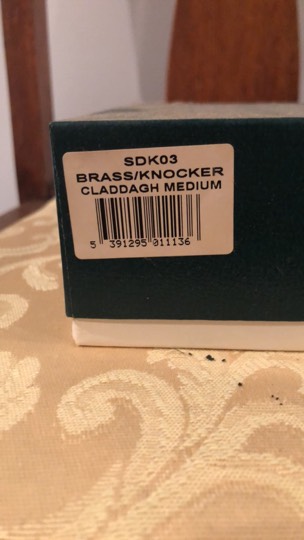 SDK03
BRASS/KNOCKER
CLADDAGH MEDIUM
5 391295 011136